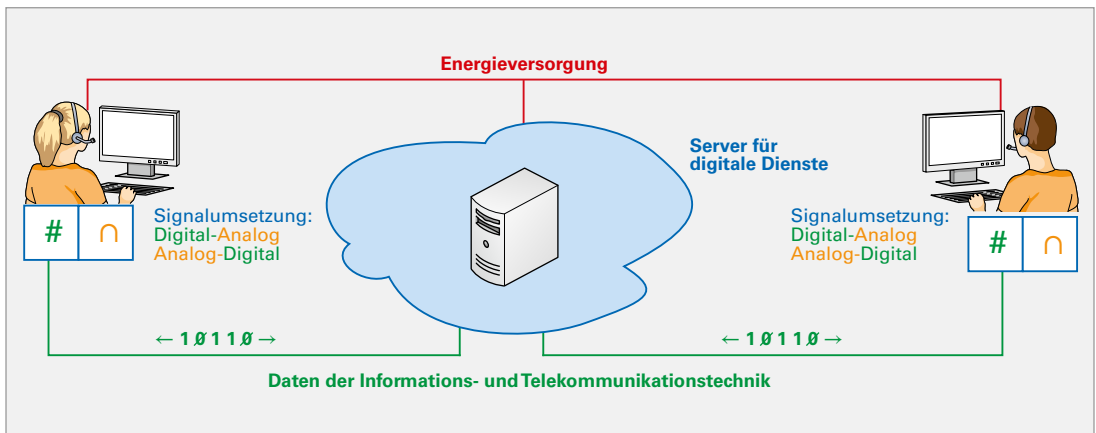 Energieversorgung
Server für
digitale Dienste
Signalumsetzung:
Digital-Analog
Analog-Digital
# ∩
Signalumsetzung:
Digital-Analog
Analog-Digital
# ∩
← 1 0̸ 1 1 0̸ →
← 1 0̸ 1 1 0̸ →
Daten der Informations- und Telekommunikationstechnik